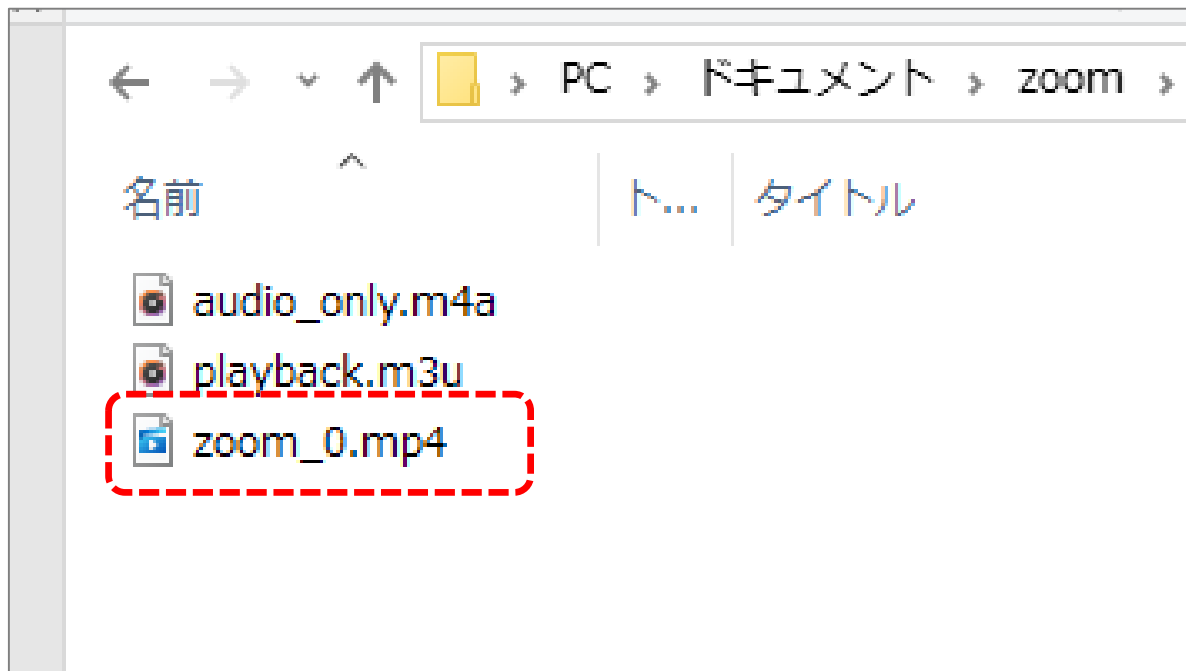 PC › ドキュメント › zoom ›
名前 ト... タイトル
audio_only.m4a
playback.m3u
zoom_0.mp4